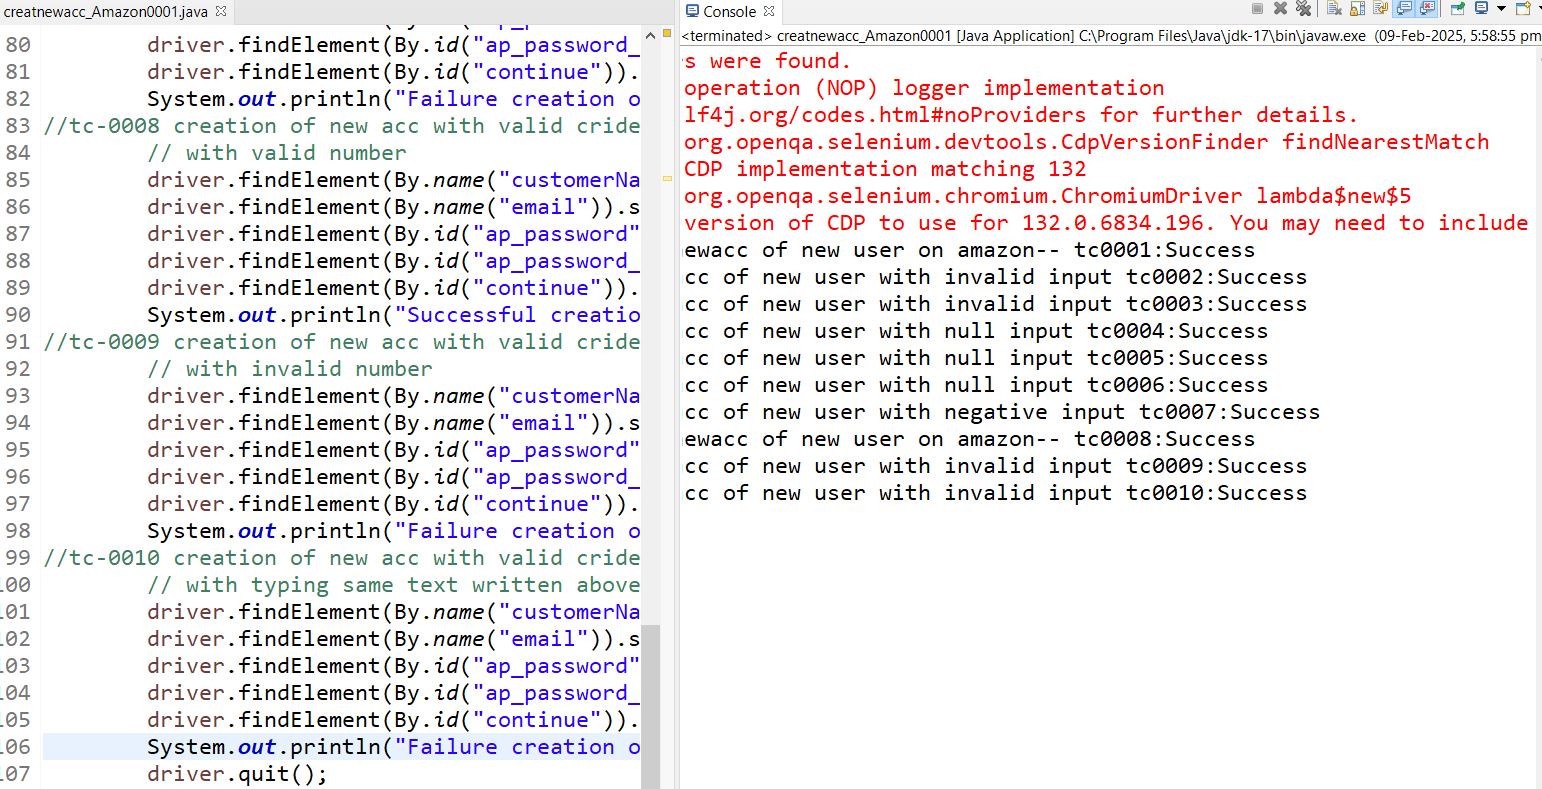 creatnewacc_Amazon0001.java
80 driver.findElement(By.id("ap_password_
81 driver.findElement(By.id("continue")).
82 System.out.println("Failure creation o
83 //tc-0008 creation of new acc with valid cride
84 // with valid number
85 driver.findElement(By.name("customerNa
86 driver.findElement(By.name("email")).s
87 driver.findElement(By.id("ap_password"
88 driver.findElement(By.id("ap_password_
89 driver.findElement(By.id("continue")).
90 System.out.println("Successful creatio
91 //tc-0009 creation of new acc with valid cride
92 // with invalid number
93 driver.findElement(By.name("customerNa
94 driver.findElement(By.name("email")).s
95 driver.findElement(By.id("ap_password"
96 driver.findElement(By.id("ap_password_
97 driver.findElement(By.id("continue")).
98 System.out.println("Failure creation o
99 //tc-0010 creation of new acc with valid cride
100 // with typing same text written above
101 driver.findElement(By.name("customerNa
102 driver.findElement(By.name("email")).s
103 driver.findElement(By.id("ap_password"
104 driver.findElement(By.id("ap_password_
105 driver.findElement(By.id("continue")).
106 System.out.println("Failure creation o
107 driver.quit();
Console
<terminated> creatnewacc_Amazon0001 [Java Application] C:\Program Files\Java\jdk-17\bin\javaw.exe (09-Feb-2025, 5:58:55 pm
s were found.
operation (NOP) logger implementation
lf4j.org/codes.html#noProviders for further details.
org.openqa.selenium.devtools.CdpVersionFinder findNearestMatch
CDP implementation matching 132
org.openqa.selenium.chromium.ChromiumDriver lambda$new$5
version of CDP to use for 132.0.6834.196. You may need to include
ewacc of new user on amazon-- tc0001:Success
cc of new user with invalid input tc0002:Success
cc of new user with invalid input tc0003:Success
cc of new user with null input tc0004:Success
cc of new user with null input tc0005:Success
cc of new user with null input tc0006:Success
cc of new user with negative input tc0007:Success
ewacc of new user on amazon-- tc0008:Success
cc of new user with invalid input tc0009:Success
cc of new user with invalid input tc0010:Success